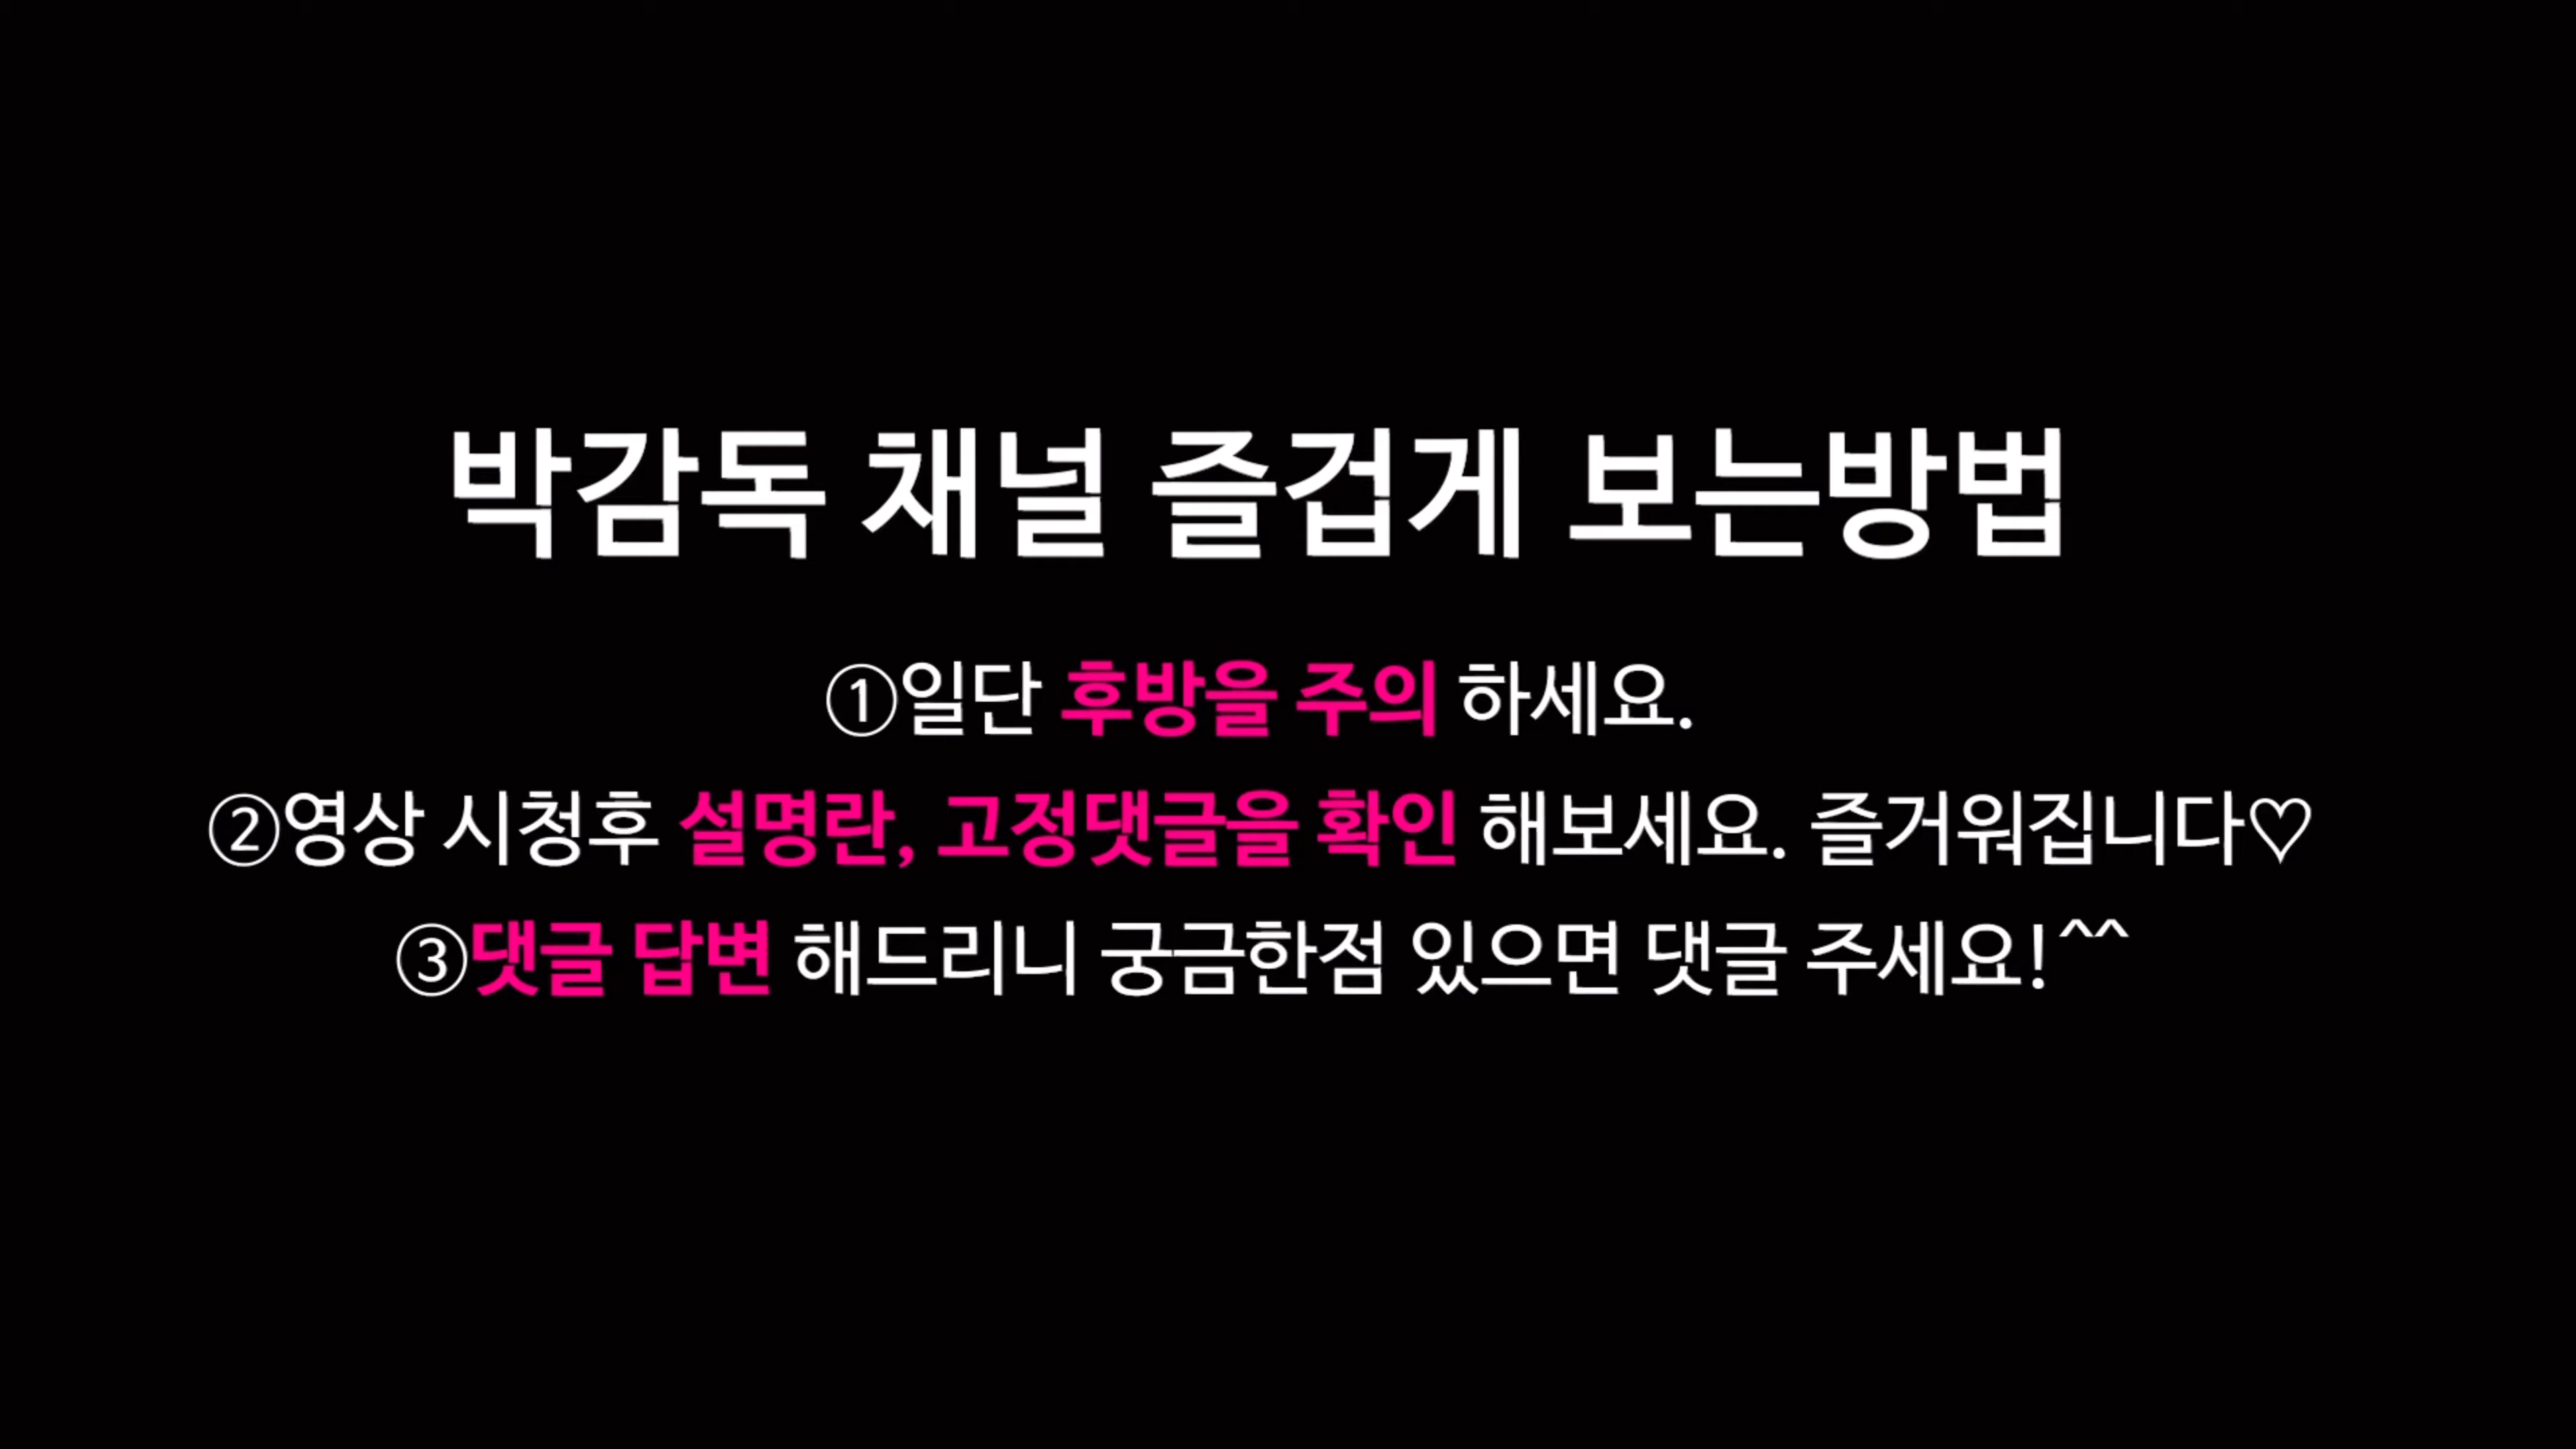 박감독 채널 즐겁게 보는방법
①일단 후방을 주의 하세요.
②영상 시청후 설명란, 고정댓글을 확인 해보세요. 즐거워집니다♡
③댓글 답변 해드리니 궁금한점 있으면 댓글 주세요!^^